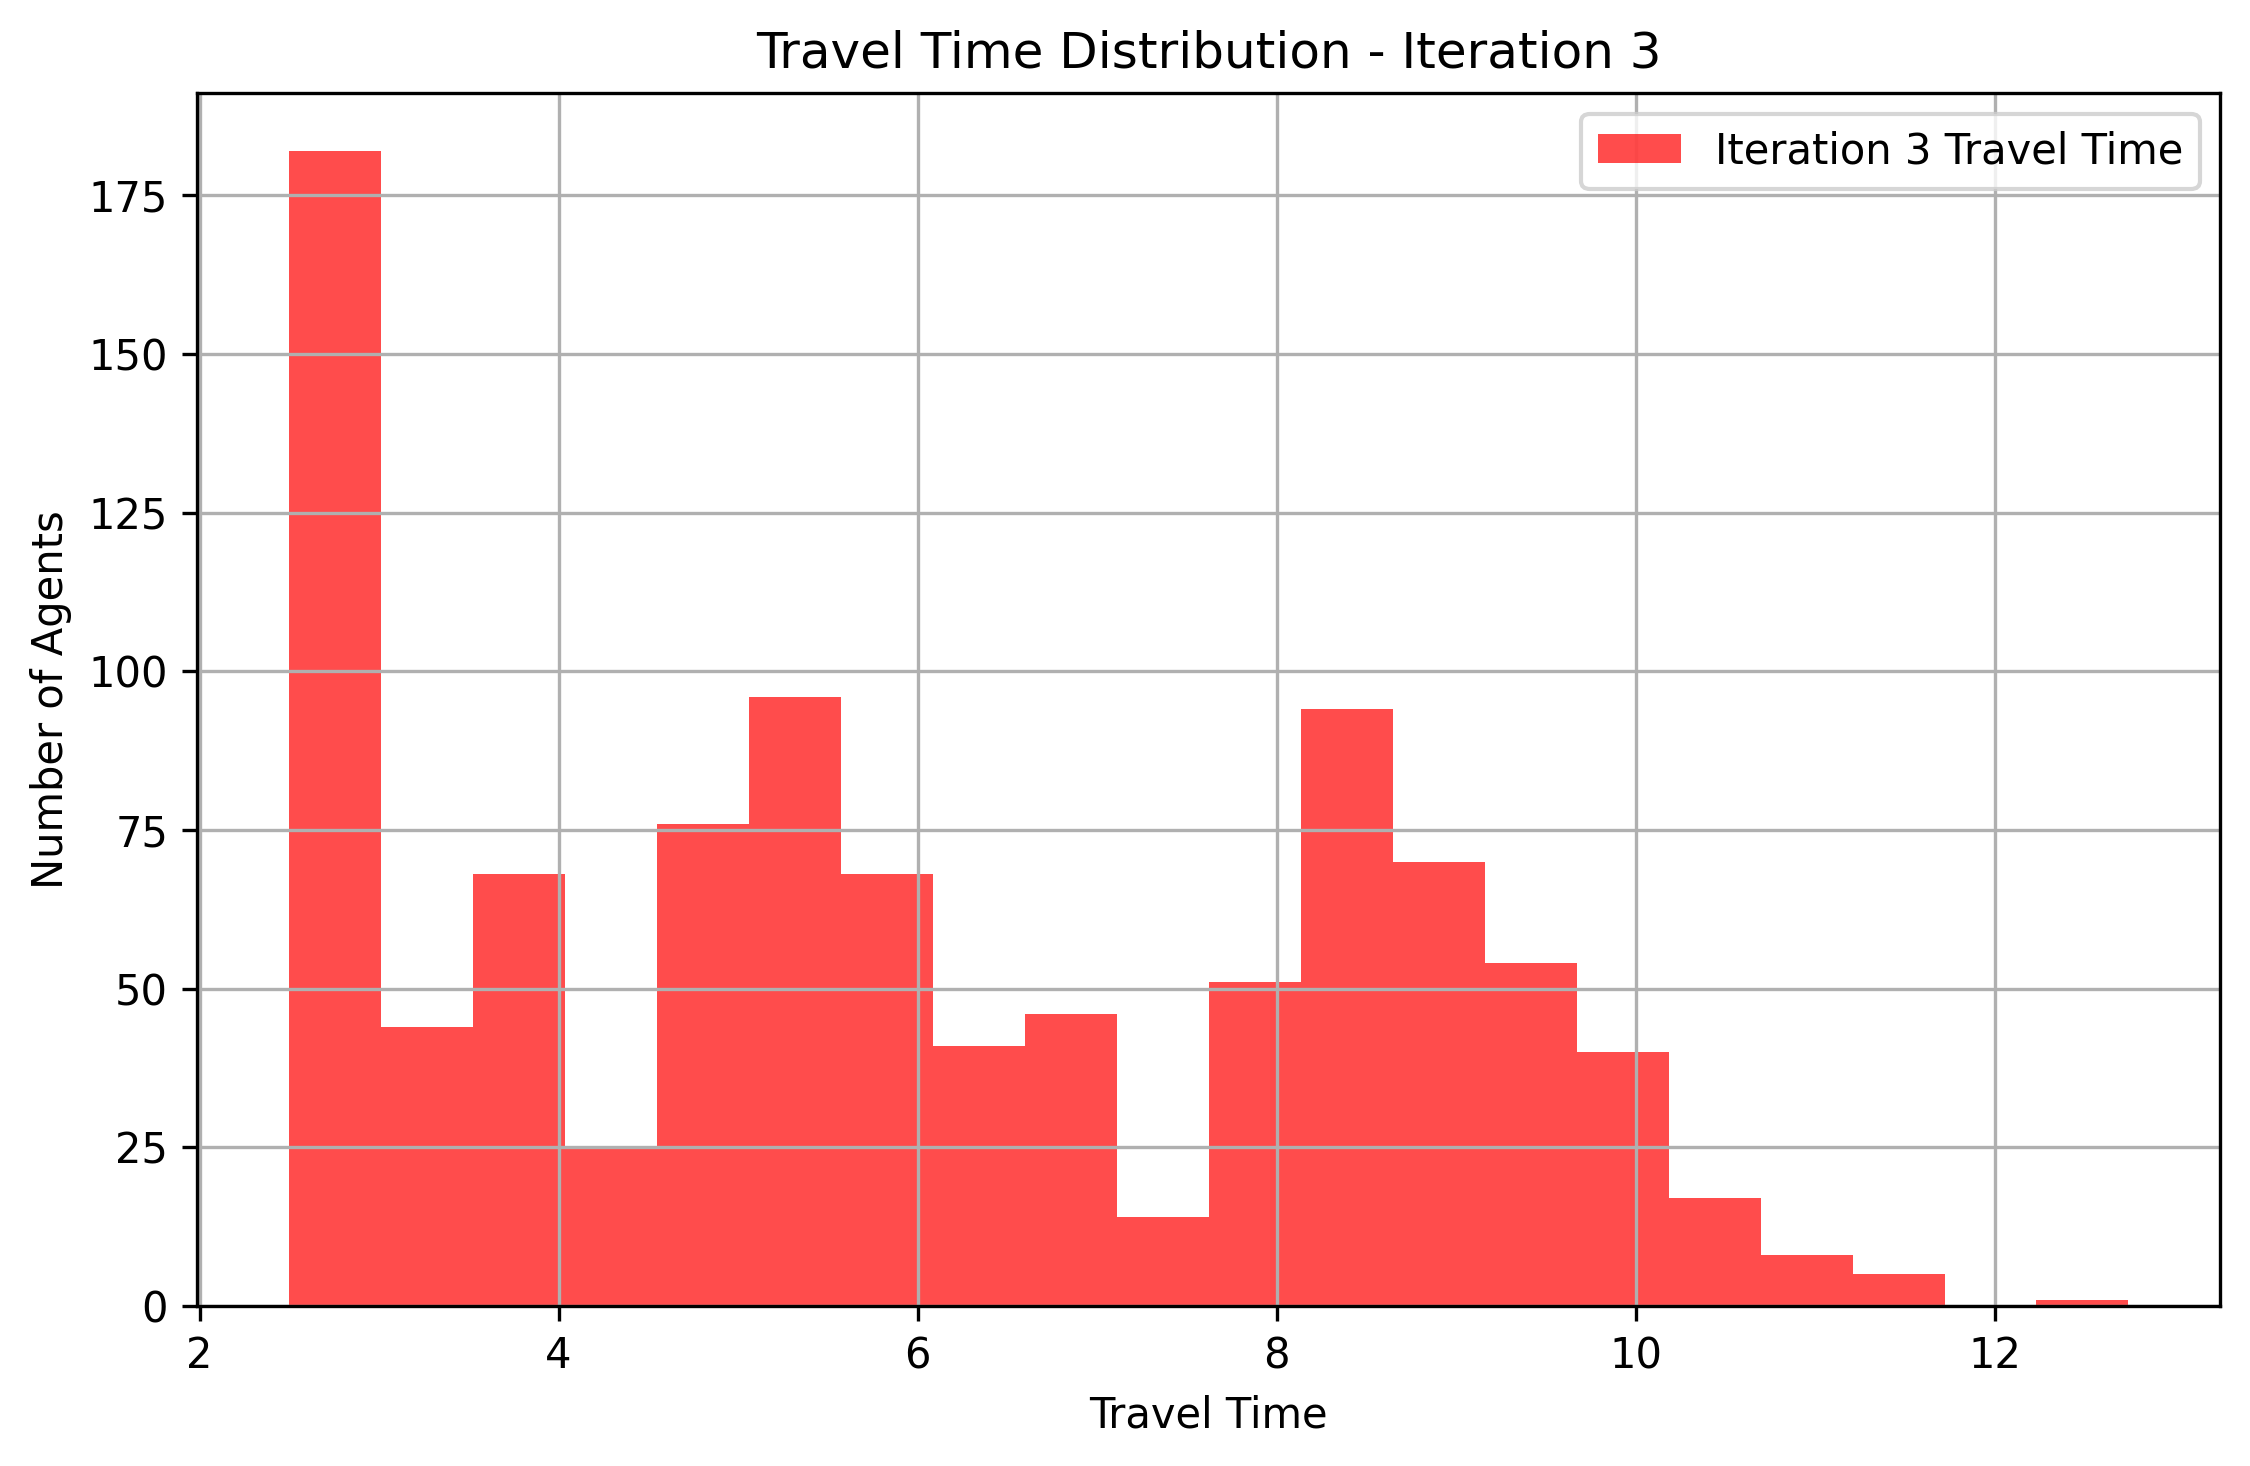 Travel Time Distribution - Iteration 3
Iteration 3 Travel Time
Number of Agents
175
150
125
100
75
50
25
0
2 4 6 8 10 12
Travel Time